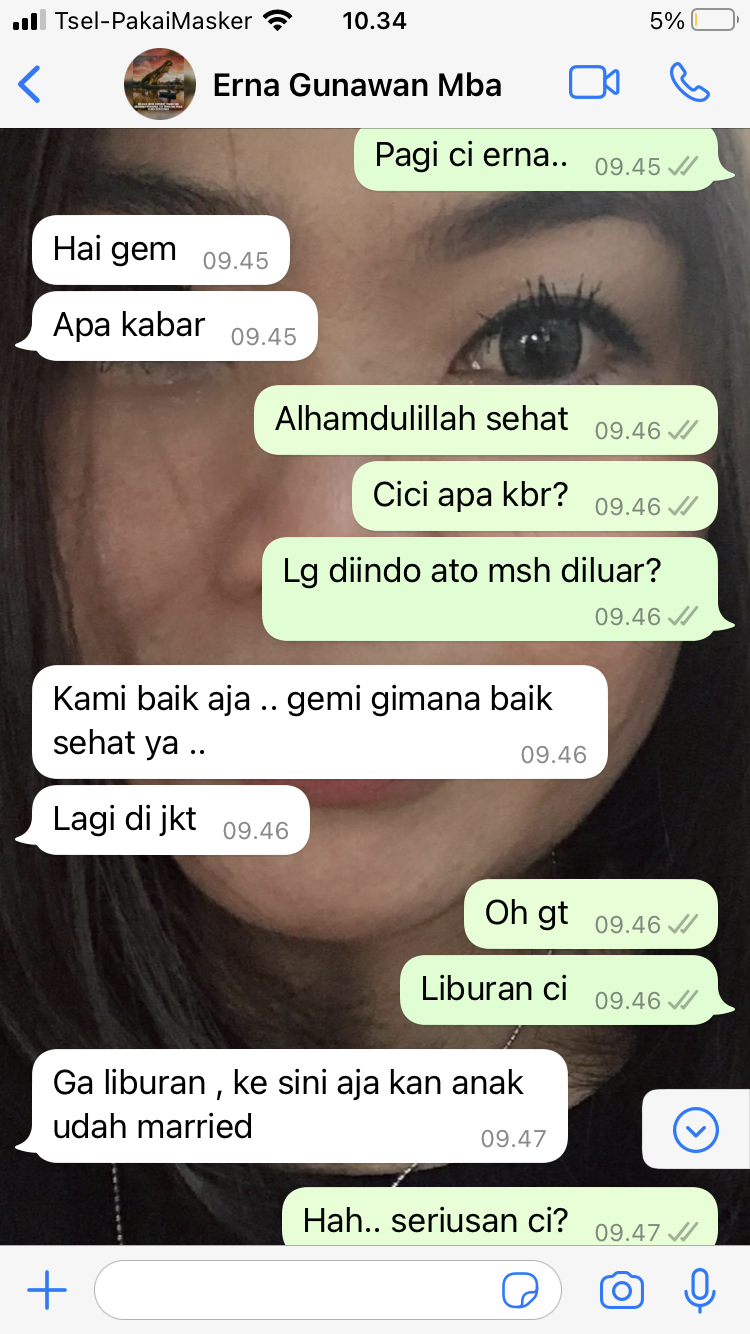 Tsel-PakaiMasker 10.34 5%
Erna Gunawan Mba
Pagi ci erna.. 09.45
Hai gem 09.45
Apa kabar 09.45
Alhamdulillah sehat 09.46
Cici apa kbr? 09.46
Lg diindo ato msh diluar?
09.46
Kami baik aja .. gemi gimana baik
sehat ya .. 09.46
Lagi di jkt 09.46
Oh gt 09.46
Liburan ci 09.46
Ga liburan , ke sini aja kan anak
udah married 09.47
Hah.. seriusan ci? 09.47